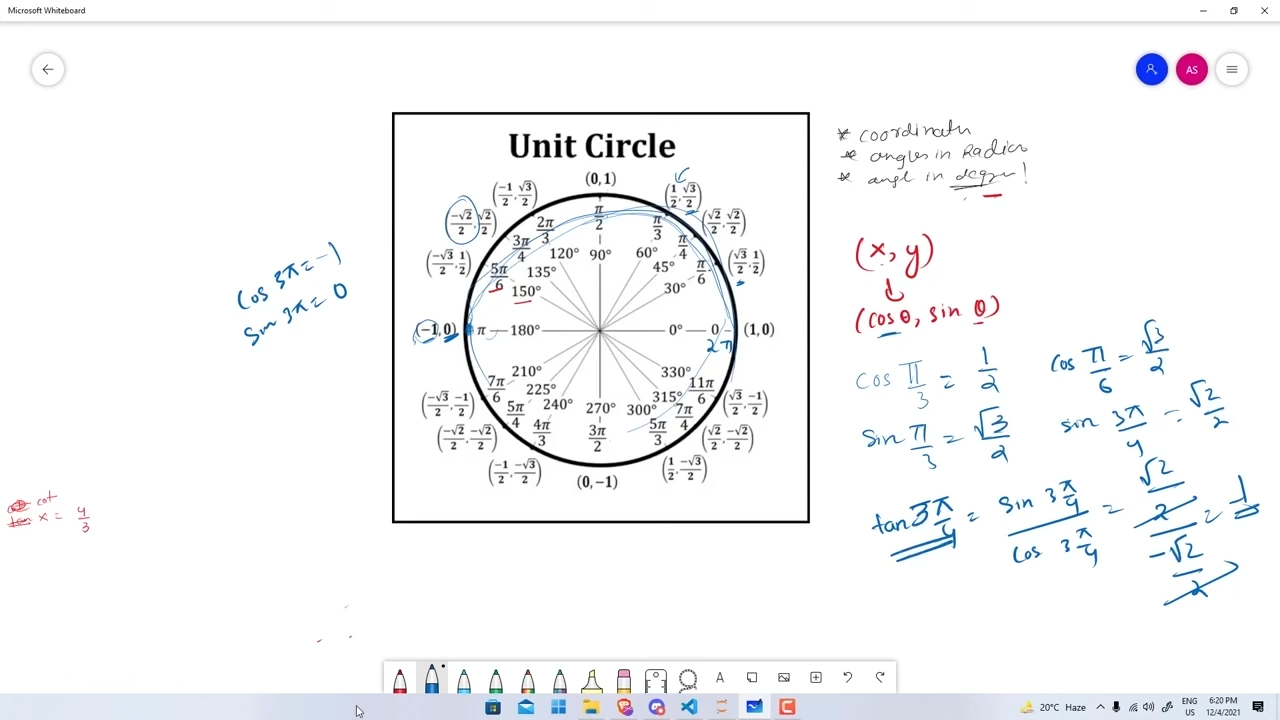 Microsoft Whiteboard
AS
Unit Circle
(0,1)
(-1/2, √3/2)
(1/2, √3/2)
(-√2/2, √2/2)
(√2/2, √2/2)
(-√3/2, 1/2)
(√3/2, 1/2)
π/2
2π/3
π/3
3π/4
π/4
5π/6
π/6
120° 90° 60°
135° 45°
150° 30°
(-1,0) π 180° 0° 0 (1,0)
2π
210° 330°
225° 315°
240° 270° 300°
7π/6
11π/6
5π/4
7π/4
4π/3
3π/2
5π/3
(-√3/2, -1/2)
(√3/2, -1/2)
(-√2/2, -√2/2)
(√2/2, -√2/2)
(-1/2, -√3/2)
(1/2, -√3/2)
(0,-1)
cos 3π = -1
sin 3π = 0
cot
x = 4/3
* angles in
* angl in
(x, y)
(cosθ, sin θ)
cos π/3 = 1/2
cos π/6 = √3/2
sin π/3 = √3/2
sin 3π/4 = √2/2
tan 3π/4 = sin 3π/4 / cos 3π/4 = √2/2 / -√2/2 = 1
A
20°C Haze
ENG
US
6:20 PM
12/4/2021